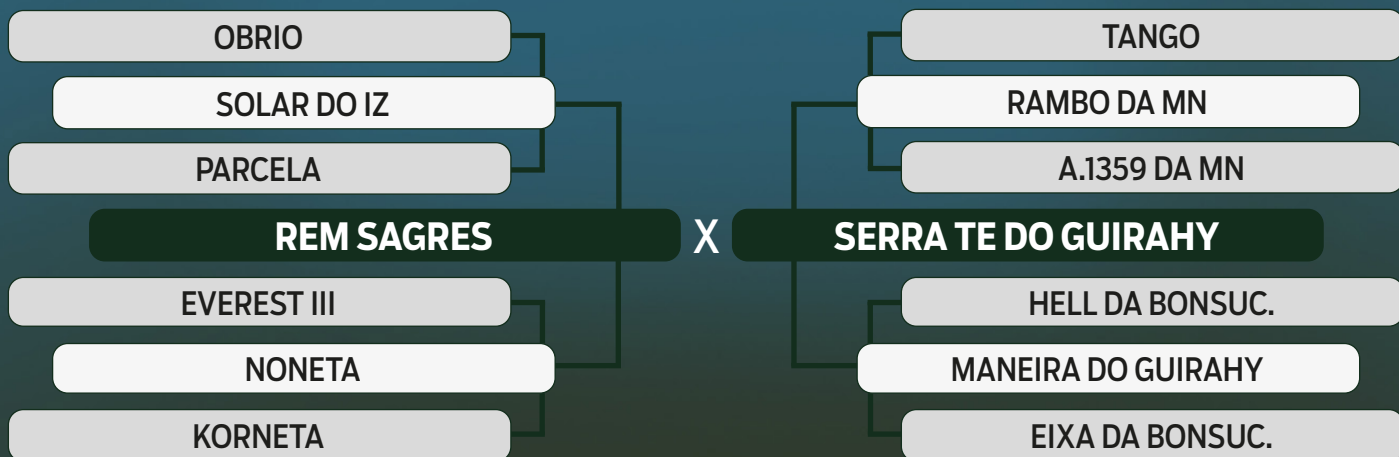 OBRIO
SOLAR DO IZ
PARCELA
REM SAGRES
EVEREST III
NONETA
KORNETA
X
TANGO
RAMBO DA MN
A.1359 DA MN
SERRA TE DO GUIRAHY
HELL DA BONSUC.
MANEIRA DO GUIRAHY
EIXA DA BONSUC.